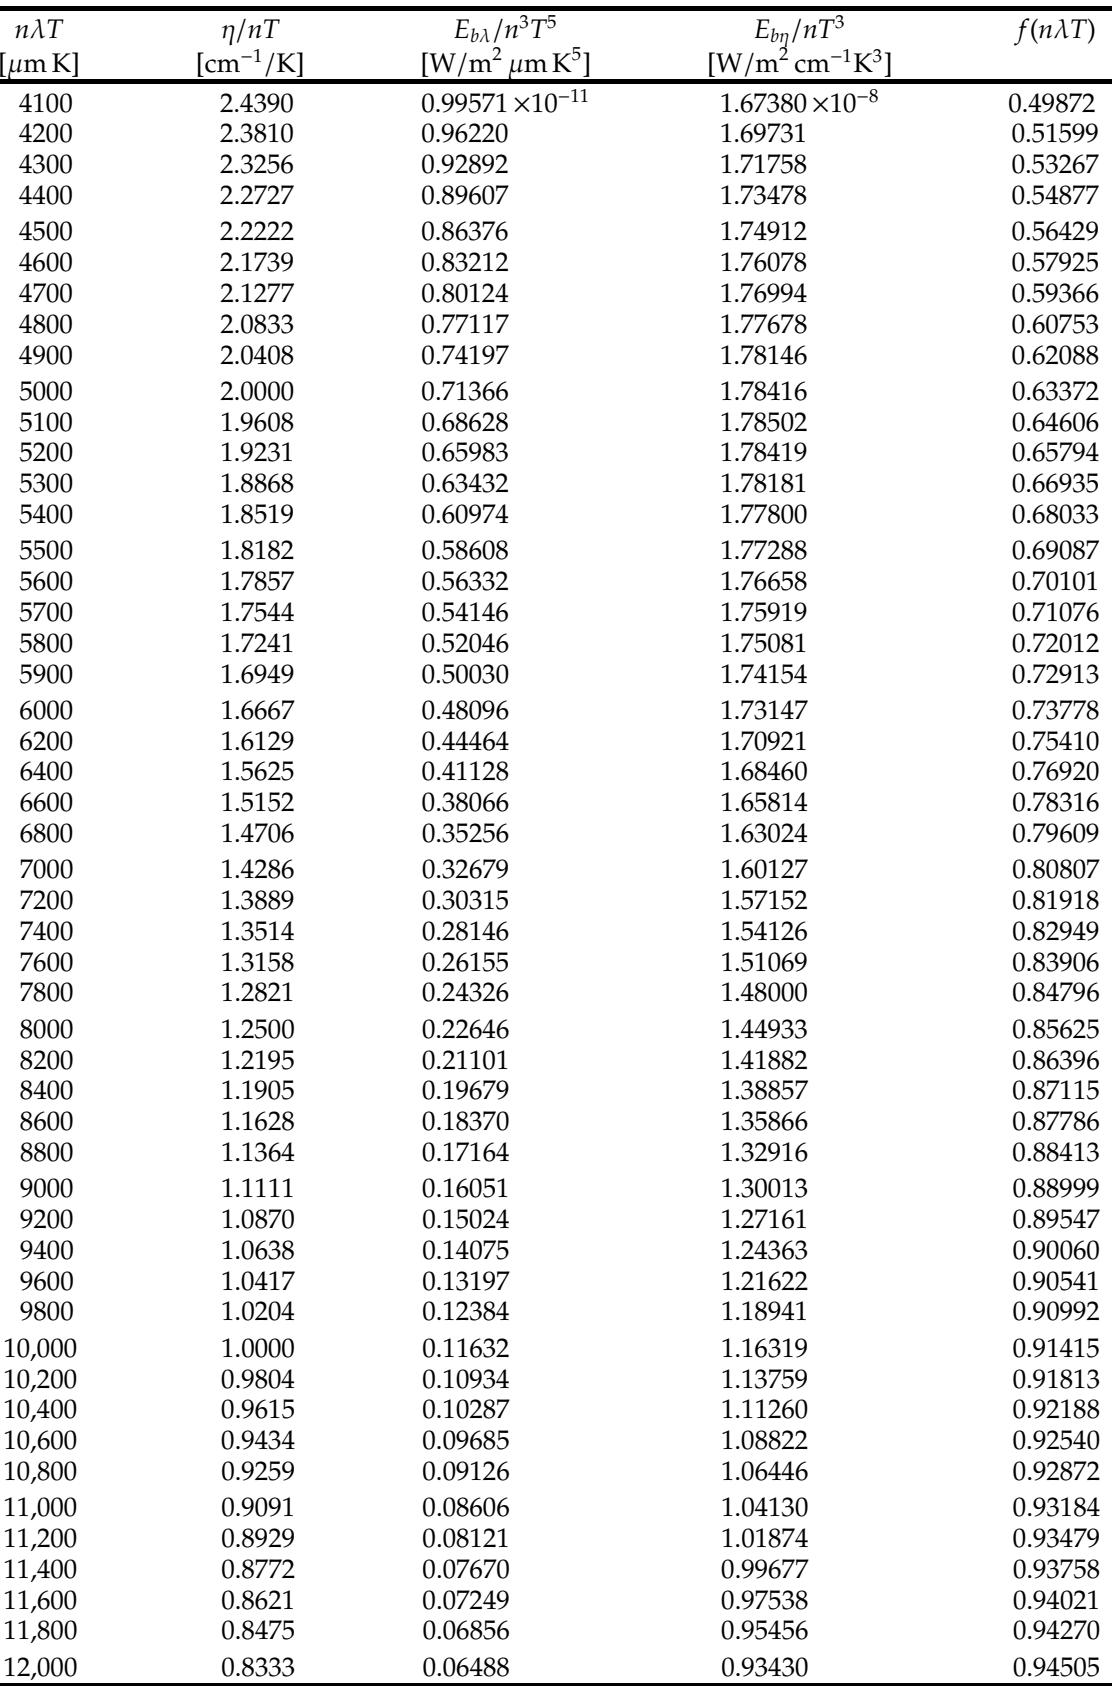 nλT η/nT E_bλ/n³T⁵ E_bη/nT³ f(nλT)
[μm K] [cm⁻¹/K] [W/m² μm K⁵] [W/m² cm⁻¹K³]
4100 2.4390 0.99571 ×10⁻¹¹ 1.67380 ×10⁻⁸ 0.49872
4200 2.3810 0.96220 1.69731 0.51599
4300 2.3256 0.92892 1.71758 0.53267
4400 2.2727 0.89607 1.73478 0.54877
4500 2.2222 0.86376 1.74912 0.56429
4600 2.1739 0.83212 1.76078 0.57925
4700 2.1277 0.80124 1.76994 0.59366
4800 2.0833 0.77117 1.77678 0.60753
4900 2.0408 0.74197 1.78146 0.62088
5000 2.0000 0.71366 1.78416 0.63372
5100 1.9608 0.68628 1.78502 0.64606
5200 1.9231 0.65983 1.78419 0.65794
5300 1.8868 0.63432 1.78181 0.66935
5400 1.8519 0.60974 1.77800 0.68033
5500 1.8182 0.58608 1.77288 0.69087
5600 1.7857 0.56332 1.76658 0.70101
5700 1.7544 0.54146 1.75919 0.71076
5800 1.7241 0.52046 1.75081 0.72012
5900 1.6949 0.50030 1.74154 0.72913
6000 1.6667 0.48096 1.73147 0.73778
6200 1.6129 0.44464 1.70921 0.75410
6400 1.5625 0.41128 1.68460 0.76920
6600 1.5152 0.38066 1.65814 0.78316
6800 1.4706 0.35256 1.63024 0.79609
7000 1.4286 0.32679 1.60127 0.80807
7200 1.3889 0.30315 1.57152 0.81918
7400 1.3514 0.28146 1.54126 0.82949
7600 1.3158 0.26155 1.51069 0.83906
7800 1.2821 0.24326 1.48000 0.84796
8000 1.2500 0.22646 1.44933 0.85625
8200 1.2195 0.21101 1.41882 0.86396
8400 1.1905 0.19679 1.38857 0.87115
8600 1.1628 0.18370 1.35866 0.87786
8800 1.1364 0.17164 1.32916 0.88413
9000 1.1111 0.16051 1.30013 0.88999
9200 1.0870 0.15024 1.27161 0.89547
9400 1.0638 0.14075 1.24363 0.90060
9600 1.0417 0.13197 1.21622 0.90541
9800 1.0204 0.12384 1.18941 0.90992
10,000 1.0000 0.11632 1.16319 0.91415
10,200 0.9804 0.10934 1.13759 0.91813
10,400 0.9615 0.10287 1.11260 0.92188
10,600 0.9434 0.09685 1.08822 0.92540
10,800 0.9259 0.09126 1.06446 0.92872
11,000 0.9091 0.08606 1.04130 0.93184
11,200 0.8929 0.08121 1.01874 0.93479
11,400 0.8772 0.07670 0.99677 0.93758
11,600 0.8621 0.07249 0.97538 0.94021
11,800 0.8475 0.06856 0.95456 0.94270
12,000 0.8333 0.06488 0.93430 0.94505